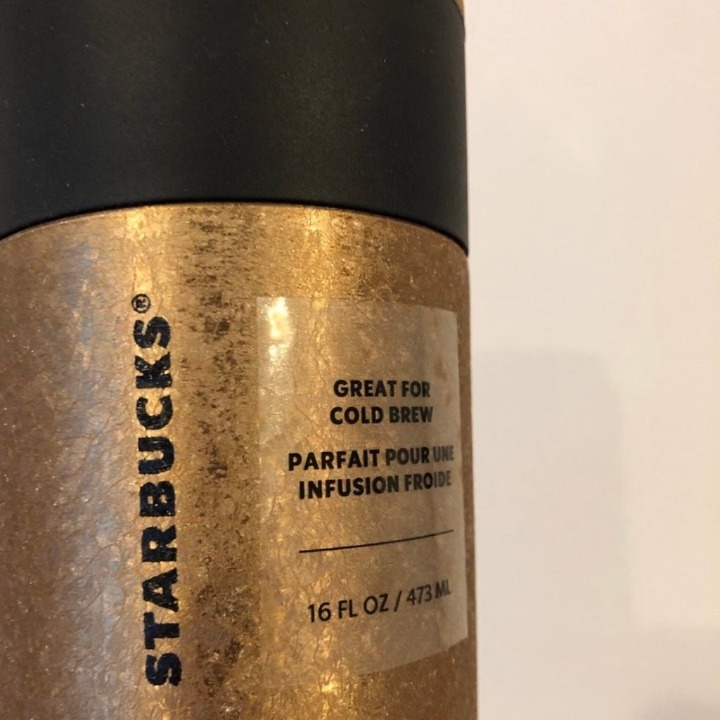 STARBUCKS®
GREAT FOR
COLD BREW
PARFAIT POUR UNE
INFUSION FROIDE
16 FL OZ / 473 ML